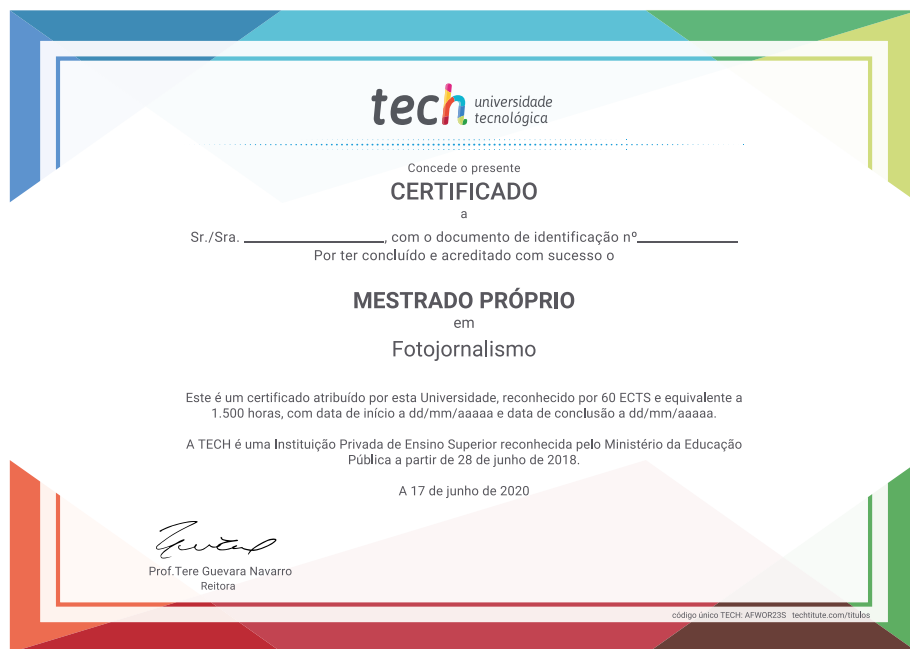 tech universidade
tecnológica
Concede o presente
CERTIFICADO
a
Sr./Sra. ________________, com o documento de identificação nº____________
Por ter concluído e acreditado com sucesso o
MESTRADO PRÓPRIO
em
Fotojornalismo
Este é um certificado atribuído por esta Universidade, reconhecido por 60 ECTS e equivalente a
1.500 horas, com data de início a dd/mm/aaaaa e data de conclusão a dd/mm/aaaaa.
A TECH é uma Instituição Privada de Ensino Superior reconhecida pelo Ministério da Educação
Pública a partir de 28 de junho de 2018.
A 17 de junho de 2020
Prof.Tere Guevara Navarro
Reitora
código único TECH: AFWOR23S techtitute.com/titulos